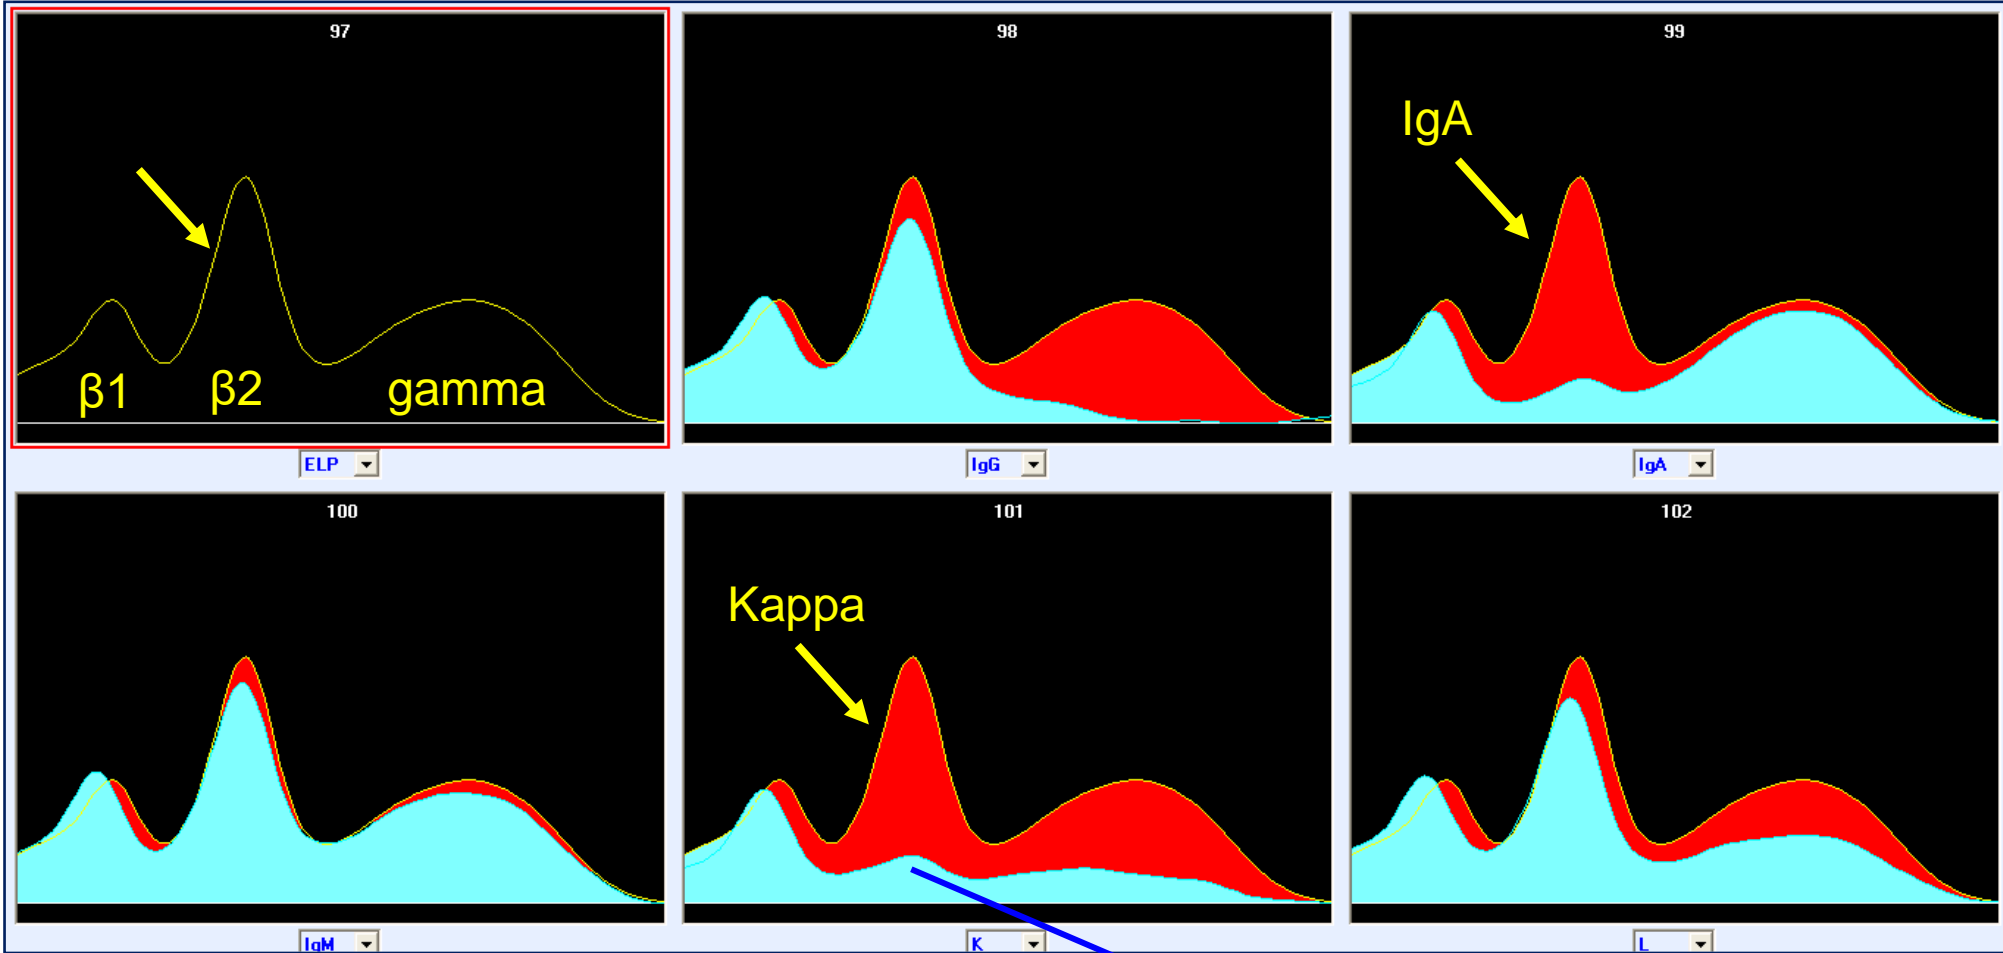 97
98
99
IgA
β1
β2
gamma
ELP
IgG
IgA
100
101
102
Kappa
IgM
K
L